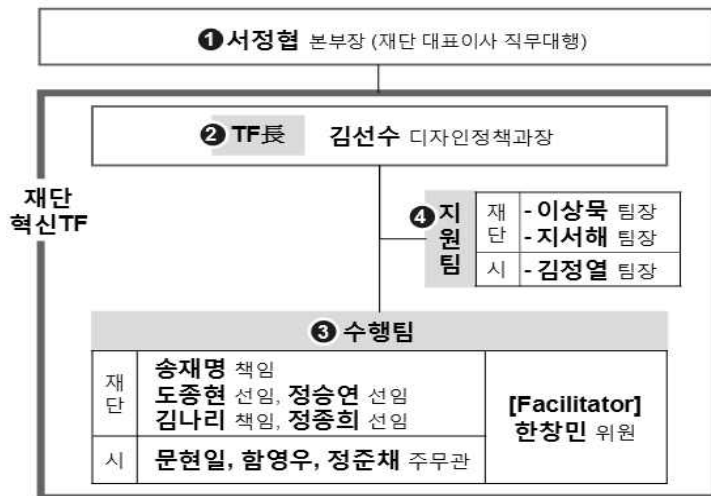 ❶ 서정협 본부장 (재단 대표이사 직무대행)
❷ TF長 김선수 디자인정책과장
재단
혁신TF
❹ 지원팀
재단
- 이상묵 팀장
- 지서해 팀장
시
- 김정열 팀장
❸ 수행팀
재단
송재명 책임
도종현 선임, 정승연 선임
김나리 책임, 정종희 선임
[Facilitator]
한창민 위원
시
문현일, 함영우, 정준채 주무관